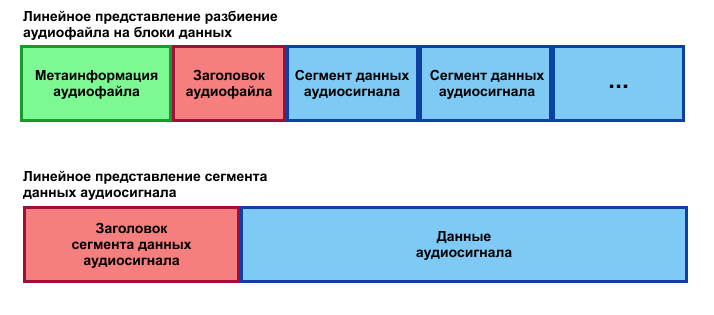 Линейное представление разбиение
аудиофайла на блоки данных
Метаинформация
аудиофайла
Заголовок
аудиофайла
Сегмент данных
аудиосигнала
Сегмент данных
аудиосигнала
...
Линейное представление сегмента
данных аудиосигнала
Заголовок
сегмента данных
аудиосигнала
Данные
аудиосигнала